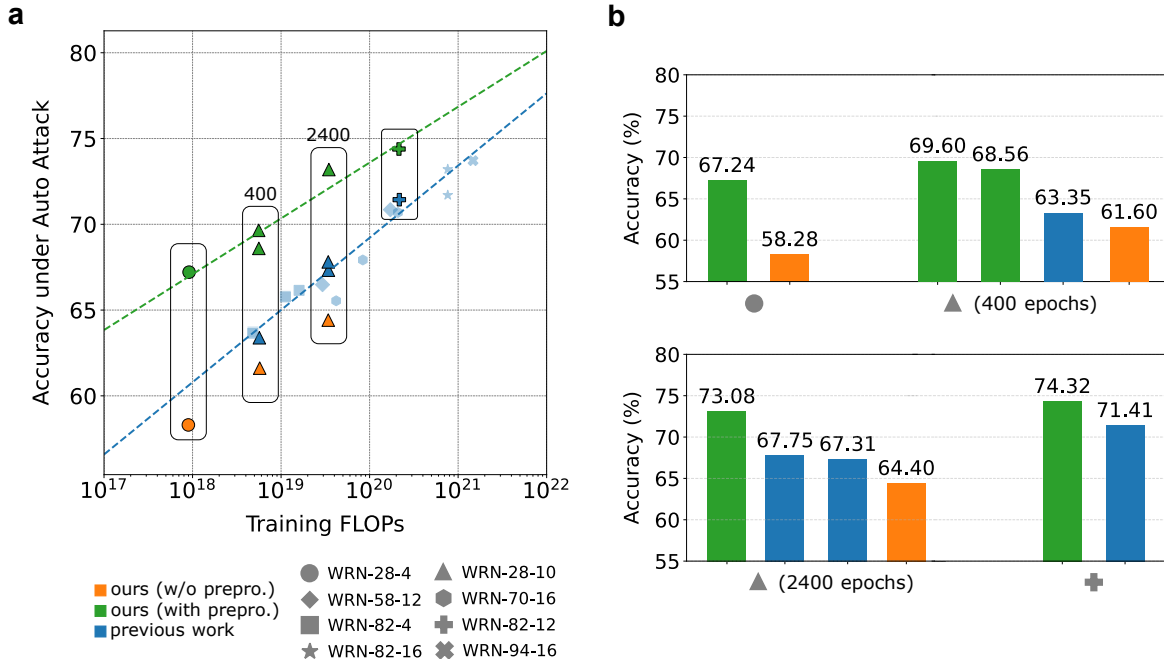 a
80
75
70
65
60
Accuracy under Auto Attack
400
2400
10^17
10^18
10^19
10^20
10^21
10^22
Training FLOPs
ours (w/o prepro.)
ours (with prepro.)
previous work
WRN-28-4
WRN-58-12
WRN-82-4
WRN-82-16
WRN-28-10
WRN-70-16
WRN-82-12
WRN-94-16
b
80
75
70
65
60
55
Accuracy (%)
67.24
58.28
69.60
68.56
63.35
61.60
(400 epochs)
80
75
70
65
60
55
Accuracy (%)
73.08
67.75
67.31
64.40
74.32
71.41
(2400 epochs)